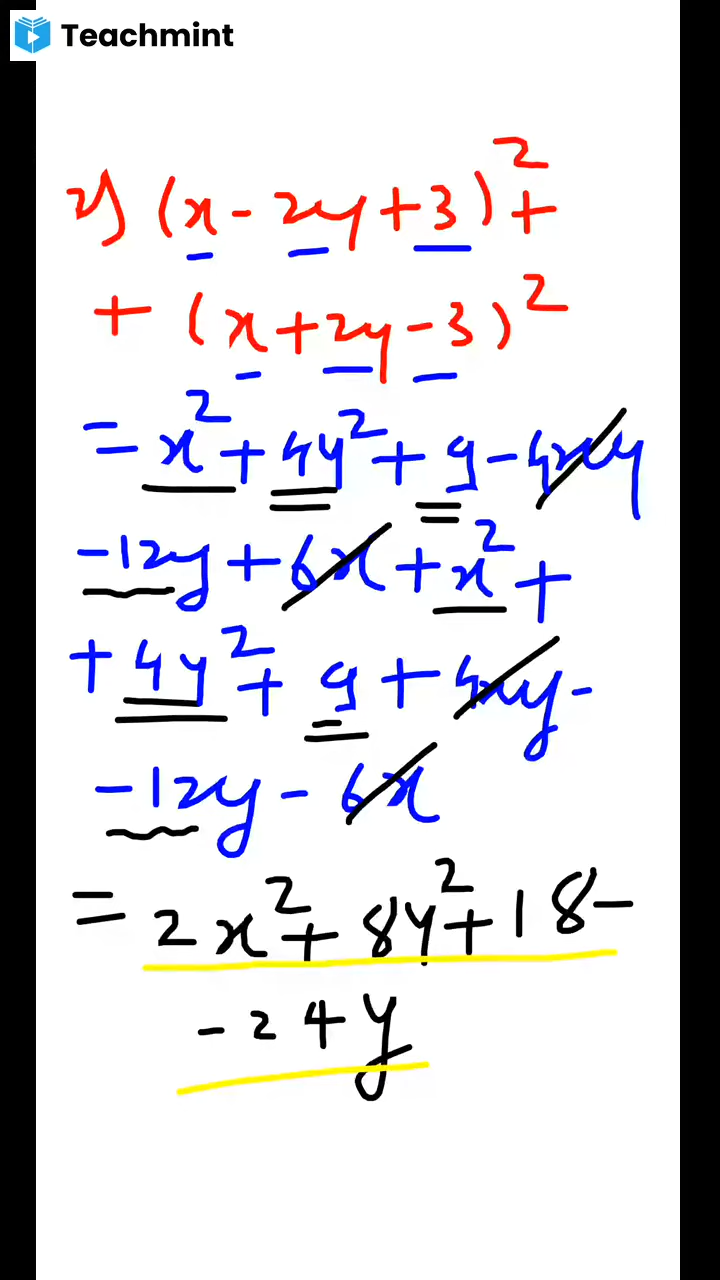 Teachmint
2) (x - 2y + 3)² +
+ (x + 2y - 3)²
= x² + 4y² + 9 - 4xy
- 12y + 6x + x² +
+ 4y² + 9 + 4xy -
- 12y - 6x
= 2x² + 8y² + 18 -
- 24y